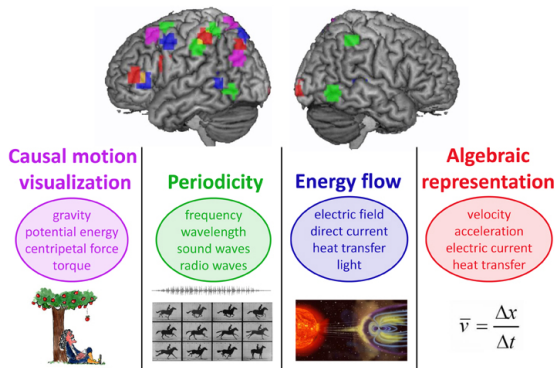 Causal motion
visualization
Periodicity
Energy flow
Algebraic
representation
gravity
potential energy
centripetal force
torque
frequency
wavelength
sound waves
radio waves
electric field
direct current
heat transfer
light
velocity
acceleration
electric current
heat transfer
v̅ = Δx/Δt